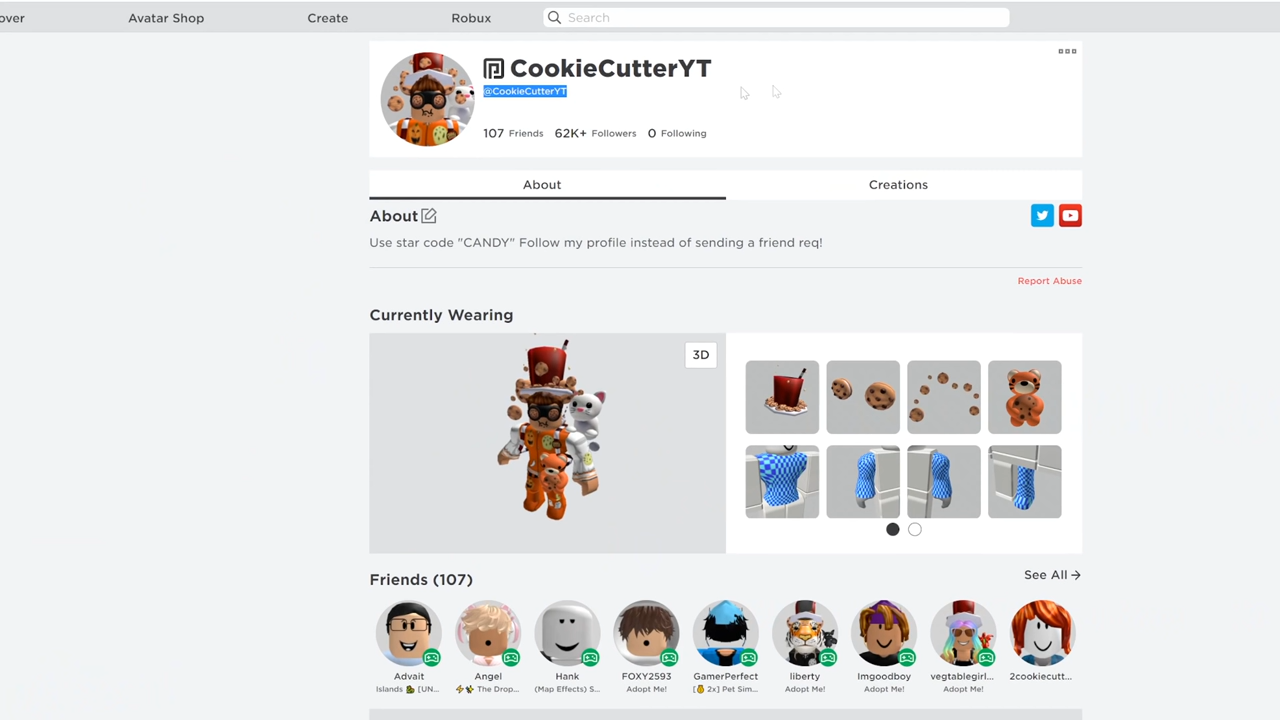 over Avatar Shop Create Robux Search
CookieCutterYT
@CookieCutterYT
107 Friends 62K+ Followers 0 Following
About Creations
About
Use star code "CANDY" Follow my profile instead of sending a friend req!
Report Abuse
Currently Wearing
3D
Friends (107)
See All
Advait Angel Hank FOXY2593 GamerPerfect liberty Imgoodboy vegtablegirl... 2cookiecutt...
Islands [UN... The Drop... (Map Effects) S... Adopt Me! [ 2x] Pet Sim... Adopt Me! Adopt Me! Adopt Me!